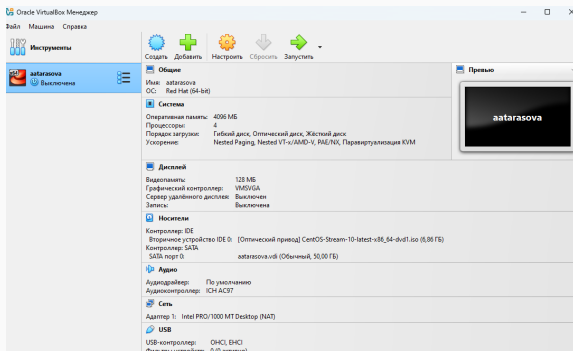 Oracle VirtualBox Менеджер
Файл Машина Справка
Инструменты
Создать Добавить Настроить Сбросить Запустить
aatarasova
Выключена
Общие
Имя: aatarasova
ОС: Red Hat (64-bit)
Превью
aatarasova
Система
Оперативная память: 4096 МБ
Процессоры: 4
Порядок загрузки: Гибкий диск, Оптический диск, Жёсткий диск
Ускорение: Nested Paging, Nested VT-x/AMD-V, PAE/NX, Паравиртуализация KVM
Дисплей
Видеопамять: 128 МБ
Графический контроллер: VMSVGA
Сервер удалённого дисплея: Выключен
Запись: Выключена
Носители
Контроллер: IDE
Вторичное устройство IDE 0: [Оптический привод] CentOS-Stream-10-latest-x86_64-dvd1.iso (6,86 ГБ)
Контроллер: SATA
SATA порт 0: aatarasova.vdi (Обычный, 50,00 ГБ)
Аудио
Аудиодрайвер: По умолчанию
Аудиоконтроллер: ICH AC97
Сеть
Адаптер 1: Intel PRO/1000 MT Desktop (NAT)
USB
USB-контроллер: OHCI, EHCI